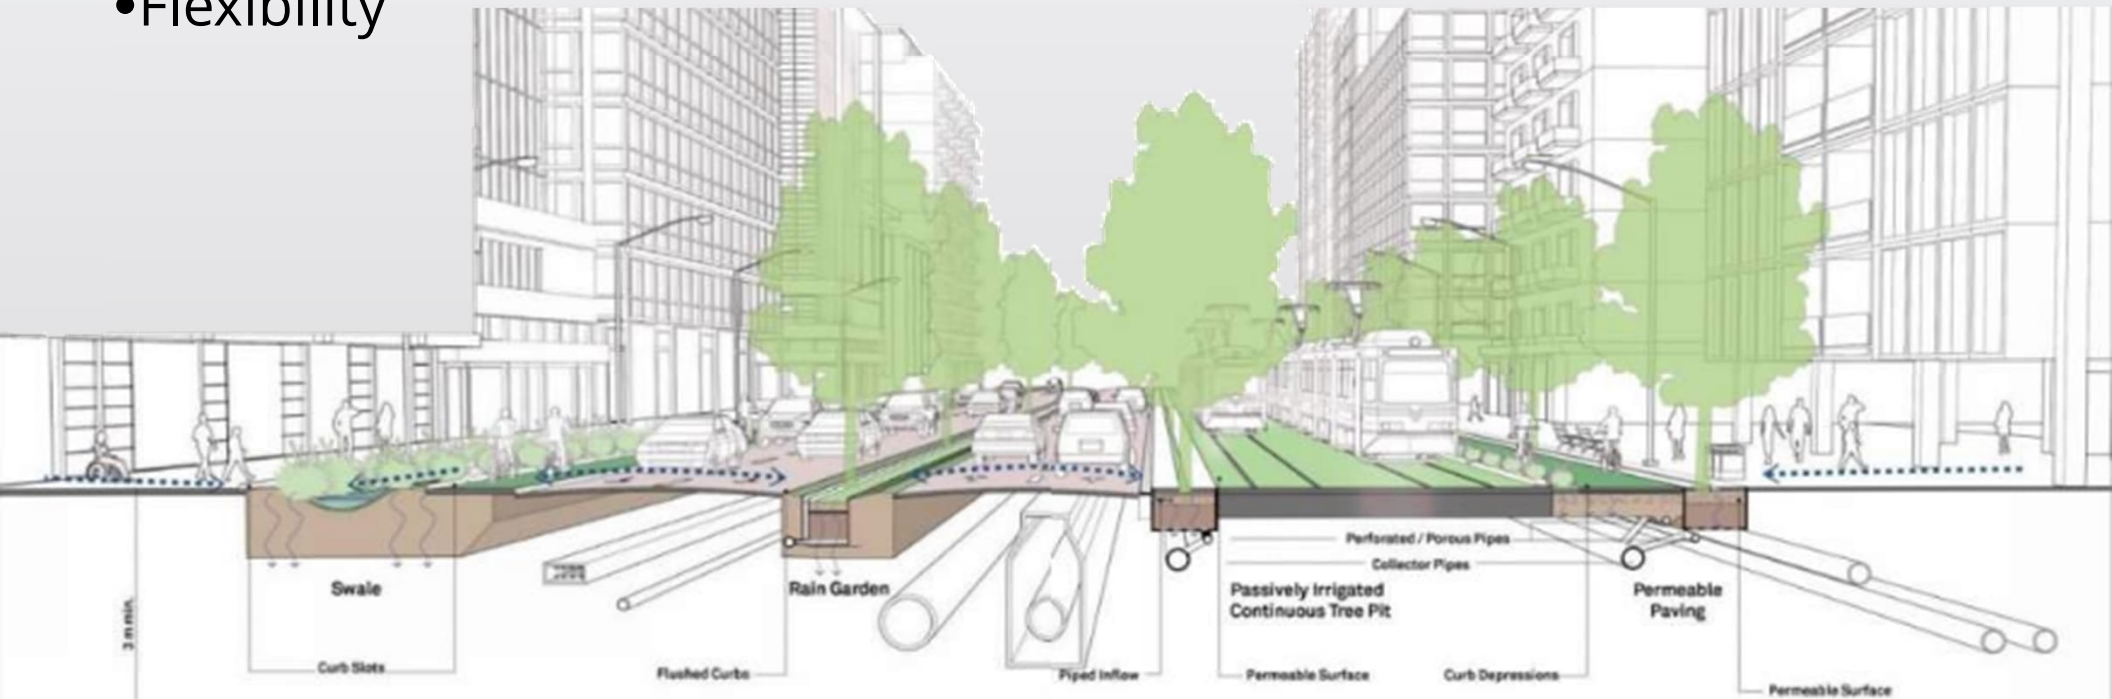 •Flexibility
Perforated / Porous Pipes
Collector Pipes
Swale
Rain Garden
Passively Irrigated
Continuous Tree Pit
Permeable
Paving
3 m min.
Curb Slots
Flushed Curbs
Piped Inflow
Permeable Surface
Curb Depressions
Permeable Surface